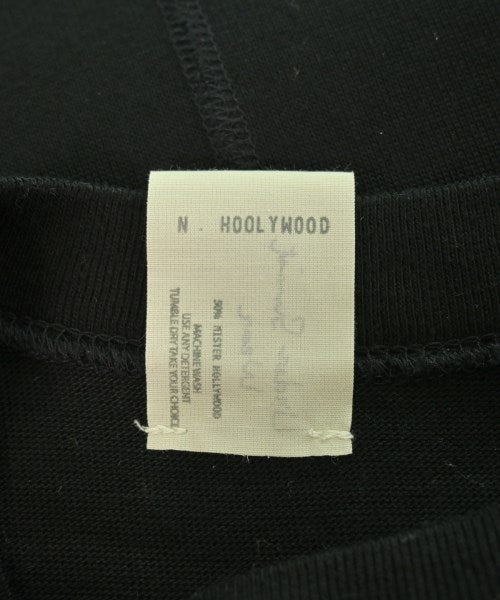 N. HOOLYWOOD
50% MISTER HOLLYWOOD
MACHINE WASH
USE ANY DETERGENT
TUMBLE DRY TAKE YOUR CHOICE